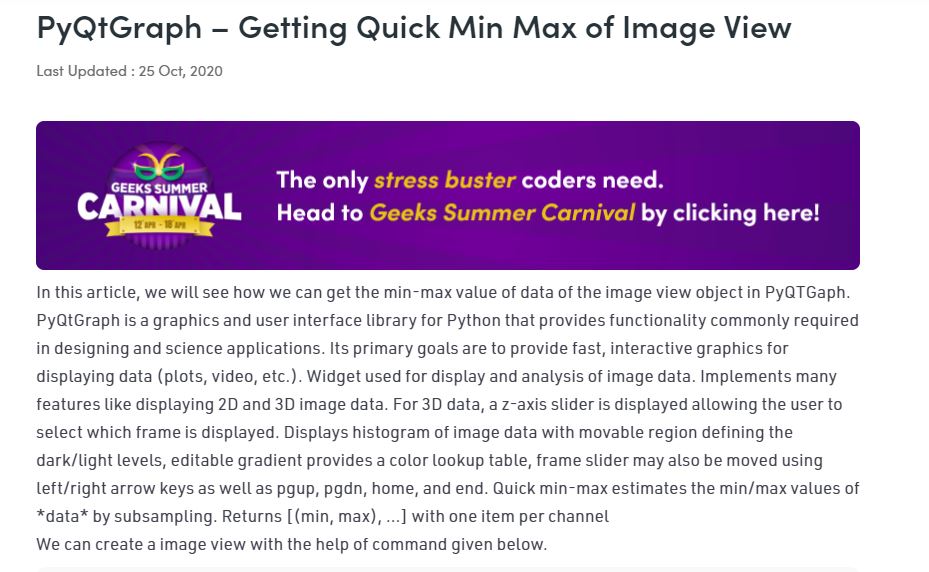 PyQtGraph – Getting Quick Min Max of Image View
Last Updated : 25 Oct, 2020
GEEKS SUMMER
CARNIVAL
12 APR - 18 APR
The only stress buster coders need.
Head to Geeks Summer Carnival by clicking here!
In this article, we will see how we can get the min-max value of data of the image view object in PyQTGaph.
PyQtGraph is a graphics and user interface library for Python that provides functionality commonly required
in designing and science applications. Its primary goals are to provide fast, interactive graphics for
displaying data (plots, video, etc.). Widget used for display and analysis of image data. Implements many
features like displaying 2D and 3D image data. For 3D data, a z-axis slider is displayed allowing the user to
select which frame is displayed. Displays histogram of image data with movable region defining the
dark/light levels, editable gradient provides a color lookup table, frame slider may also be moved using
left/right arrow keys as well as pgup, pgdn, home, and end. Quick min-max estimates the min/max values of
*data* by subsampling. Returns [(min, max), …] with one item per channel
We can create a image view with the help of command given below.